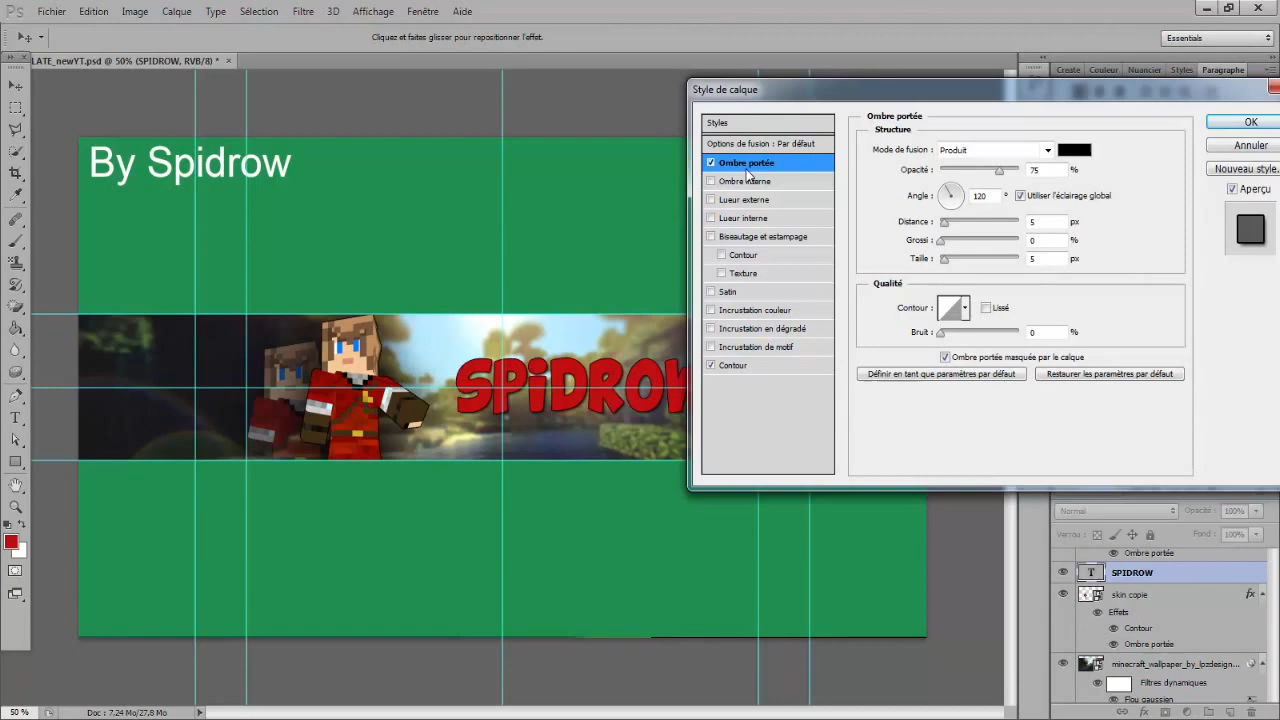 Ps Fichier Edition Image Calque Type Sélection Filtre 3D Affichage Fenêtre Aide
Cliquez et faites glisser pour repositionner l'effet.
Essentials
LATE_newYT.psd @ 50% (SPIDROW, RVB/8) *
Create Couleur Nuancier Styles Paragraphe
By Spidrow
SPiDROW
Style de calque
Styles
Options de fusion : Par défaut
Ombre portée
Ombre interne
Lueur externe
Lueur interne
Biseautage et estampage
Contour
Texture
Satin
Incrustation couleur
Incrustation en dégradé
Incrustation de motif
Contour
Ombre portée
Structure
Mode de fusion : Produit
Opacité : 75 %
Angle : 120 ° Utiliser l'éclairage global
Distance : 5 px
Grossi : 0 %
Taille : 5 px
Qualité
Contour : Lissé
Bruit : 0 %
Ombre portée masquée par le calque
Définir en tant que paramètres par défaut Restaurer les paramètres par défaut
OK
Annuler
Nouveau style.
Aperçu
Normal Opacité : 100%
Verrou : Fond : 100%
Ombre portée
T SPIDROW
skin copie fx
Effets
Contour
Ombre portée
minecraft_wallpaper_by_lpzdesign...
Filtres dynamiques
Flou gaussien
50 % Doc : 7,24 Mo/27,8 Mo